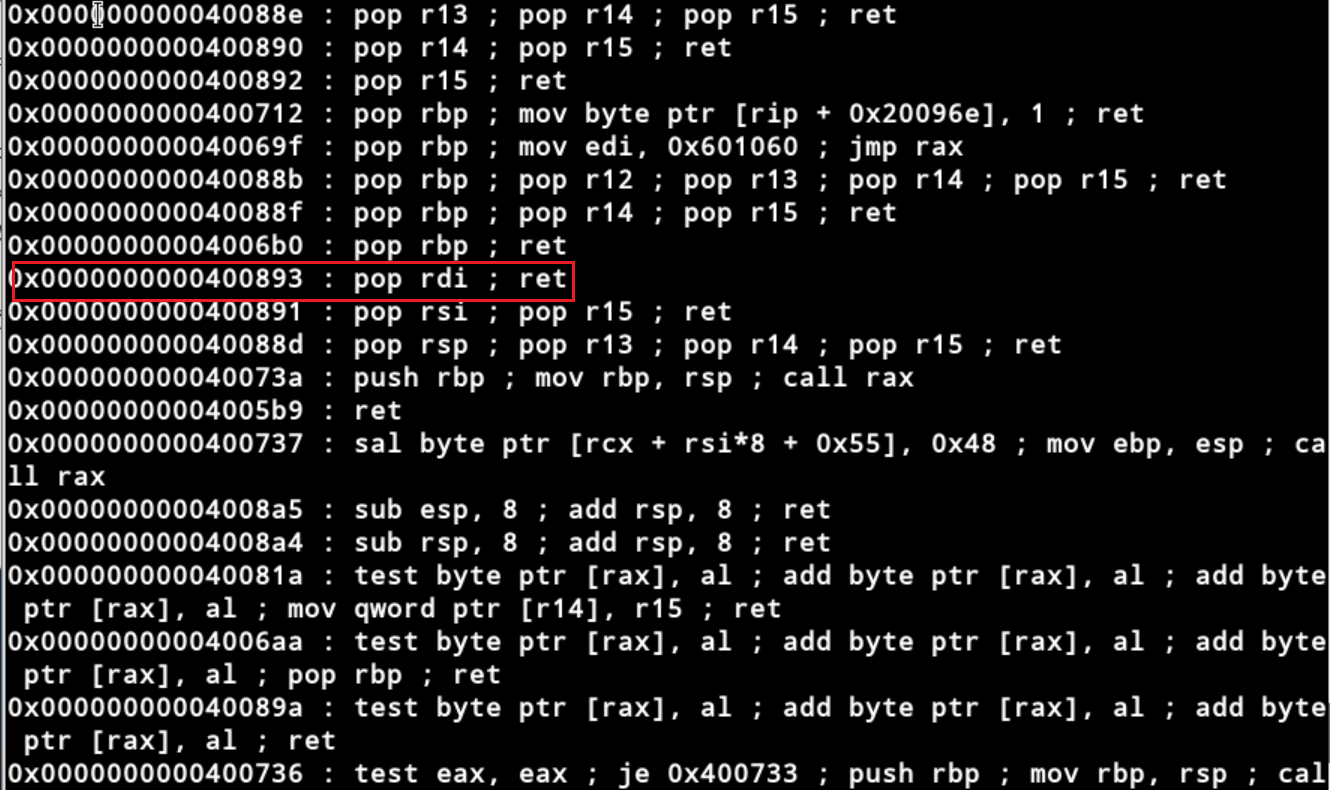 0x000000000040088e : pop r13 ; pop r14 ; pop r15 ; ret
0x0000000000400890 : pop r14 ; pop r15 ; ret
0x0000000000400892 : pop r15 ; ret
0x0000000000400712 : pop rbp ; mov byte ptr [rip + 0x20096e], 1 ; ret
0x000000000040069f : pop rbp ; mov edi, 0x601060 ; jmp rax
0x000000000040088b : pop rbp ; pop r12 ; pop r13 ; pop r14 ; pop r15 ; ret
0x000000000040088f : pop rbp ; pop r14 ; pop r15 ; ret
0x00000000004006b0 : pop rbp ; ret
0x0000000000400893 : pop rdi ; ret
0x0000000000400891 : pop rsi ; pop r15 ; ret
0x000000000040088d : pop rsp ; pop r13 ; pop r14 ; pop r15 ; ret
0x000000000040073a : push rbp ; mov rbp, rsp ; call rax
0x00000000004005b9 : ret
0x0000000000400737 : sal byte ptr [rcx + rsi*8 + 0x55], 0x48 ; mov ebp, esp ; ca
ll rax
0x00000000004008a5 : sub esp, 8 ; add rsp, 8 ; ret
0x00000000004008a4 : sub rsp, 8 ; add rsp, 8 ; ret
0x000000000040081a : test byte ptr [rax], al ; add byte ptr [rax], al ; add byte
ptr [rax], al ; mov qword ptr [r14], r15 ; ret
0x00000000004006aa : test byte ptr [rax], al ; add byte ptr [rax], al ; add byte
ptr [rax], al ; pop rbp ; ret
0x000000000040089a : test byte ptr [rax], al ; add byte ptr [rax], al ; add byte
ptr [rax], al ; ret
0x0000000000400736 : test eax, eax ; je 0x400733 ; push rbp ; mov rbp, rsp ; cal